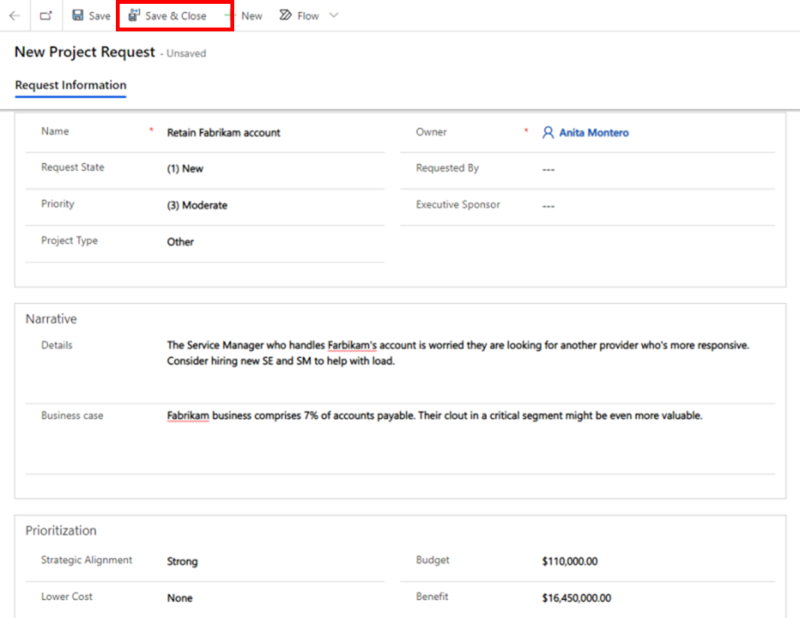 Save Save & Close New Flow
New Project Request - Unsaved
Request Information
Name * Retain Fabrikam account Owner * Anita Montero
Request State (1) New Requested By ---
Priority (3) Moderate Executive Sponsor ---
Project Type Other
Narrative
Details The Service Manager who handles Farbikam's account is worried they are looking for another provider who's more responsive.
Consider hiring new SE and SM to help with load.
Business case Fabrikam business comprises 7% of accounts payable. Their clout in a critical segment might be even more valuable.
Prioritization
Strategic Alignment Strong Budget $110,000.00
Lower Cost None Benefit $16,450,000.00